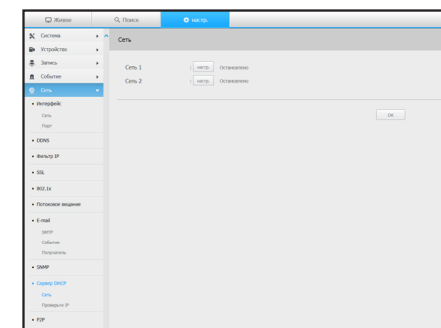 Живое
Поиск
настр.
Система
Устройство
Запись
Событие
Сеть
Интерфейс
Сеть
Порт
DDNS
Фильтр IP
SSL
802.1x
Потоковое вещание
E-mail
SMTP
Событие
Получатель
SNMP
Сервер DHCP
Сеть
Проверьте IP
P2P
Сеть
Сеть 1 : настр. Остановлено
Сеть 2 : настр. Остановлено
OK